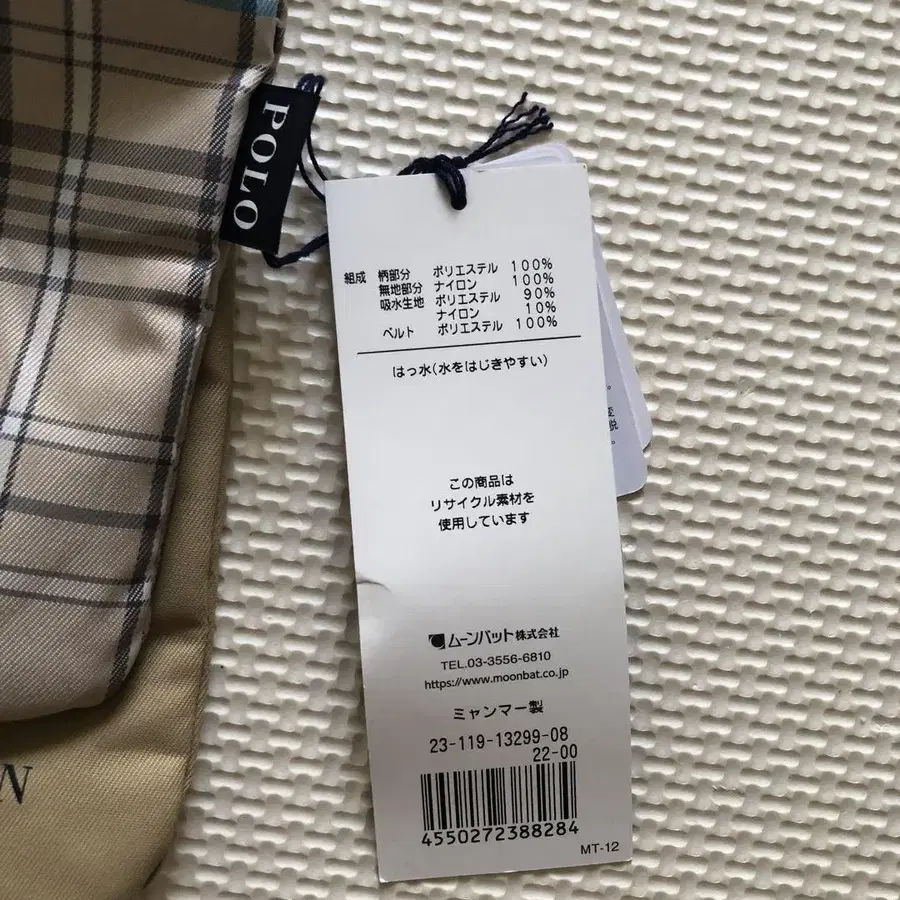 POLO
組成 柄部分 ポリエステル 100%
無地部分 ナイロン 100%
吸水生地 ポリエステル 90%
ナイロン 10%
ベルト ポリエステル 100%
はっ水(水をはじきやすい)
この商品は
リサイクル素材を
使用しています
ムーンバット株式会社
TEL.03-3556-6810
https://www.moonbat.co.jp
ミャンマー製
23-119-13299-08
22-00
4550272388284
MT-12
。
変
脱
。
N